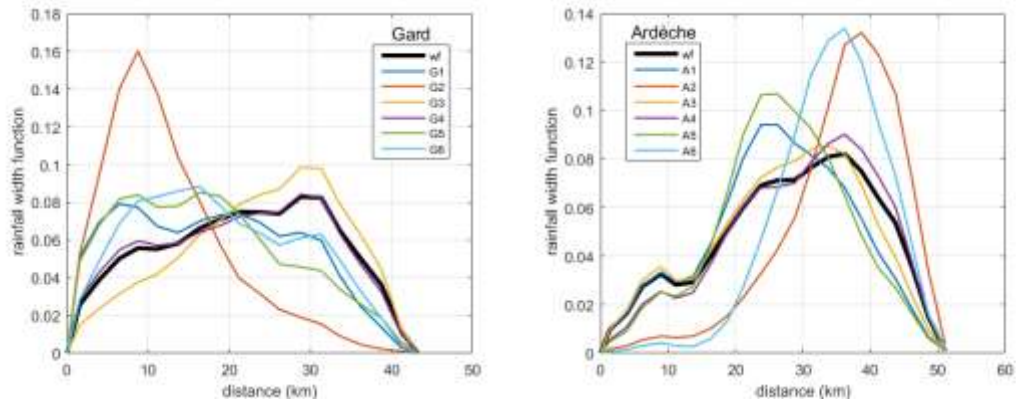 Gard
wf
G1
G2
G3
G4
G5
G6
0.18
0.16
0.14
0.12
0.1
0.08
0.06
0.04
0.02
0
rainfall width function
0 10 20 30 40 50
distance (km)
Ardèche
wf
A1
A2
A3
A4
A5
A6
0.14
0.12
0.1
0.08
0.06
0.04
0.02
0
rainfall width function
0 10 20 30 40 50 60
distance (km)